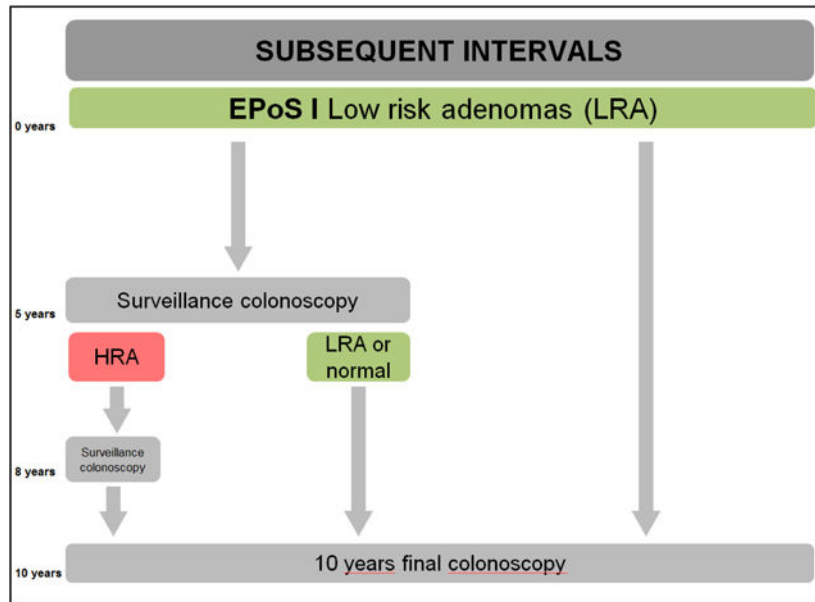 SUBSEQUENT INTERVALS
EPoS I Low risk adenomas (LRA)
0 years
Surveillance colonoscopy
5 years
HRA
LRA or
normal
Surveillance
colonoscopy
8 years
10 years final colonoscopy
10 years